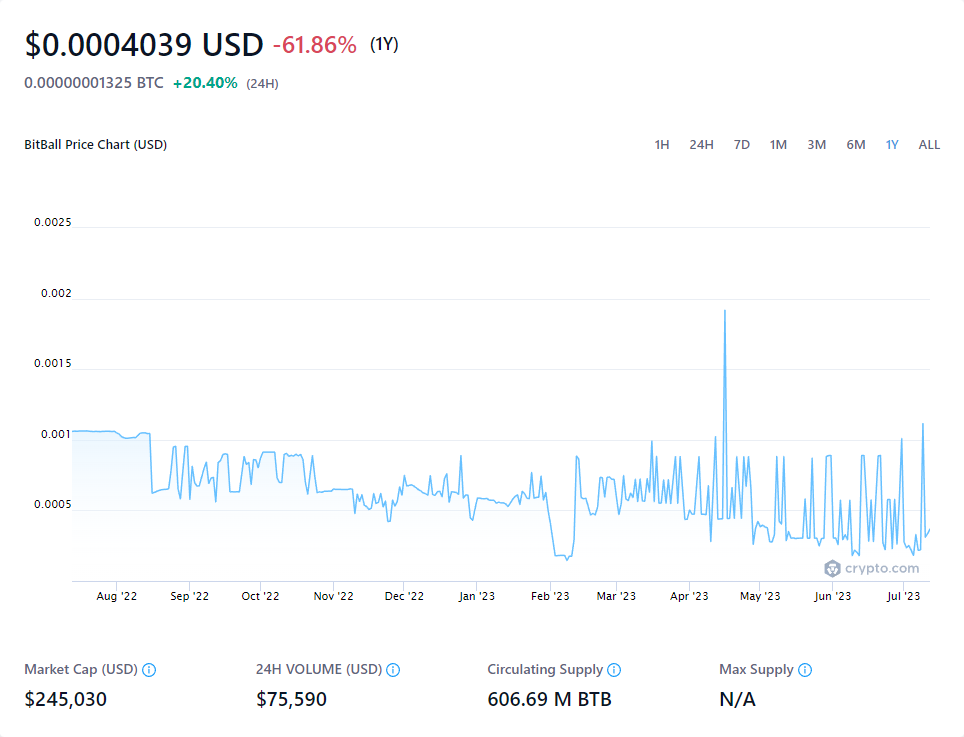 $0.0004039 USD -61.86% (1Y)
0.00000001325 BTC +20.40% (24H)
BitBall Price Chart (USD) 1H 24H 7D 1M 3M 6M 1Y ALL
0.0025
0.002
0.0015
0.001
0.0005
crypto.com
Aug '22 Sep '22 Oct '22 Nov '22 Dec '22 Jan '23 Feb '23 Mar '23 Apr '23 May '23 Jun '23 Jul '23
Market Cap (USD) 24H VOLUME (USD) Circulating Supply Max Supply
$245,030 $75,590 606.69 M BTB N/A